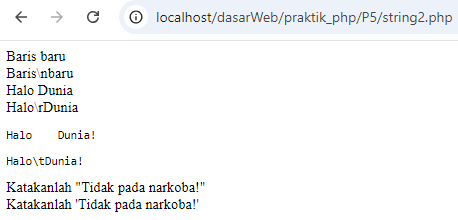 localhost/dasarWeb/praktik_php/P5/string2.php
Baris baru
Baris\nbaru
Halo Dunia
Halo\rDunia
Halo    Dunia!
Halo\tDunia!
Katakanlah "Tidak pada narkoba!"
Katakanlah 'Tidak pada narkoba!'